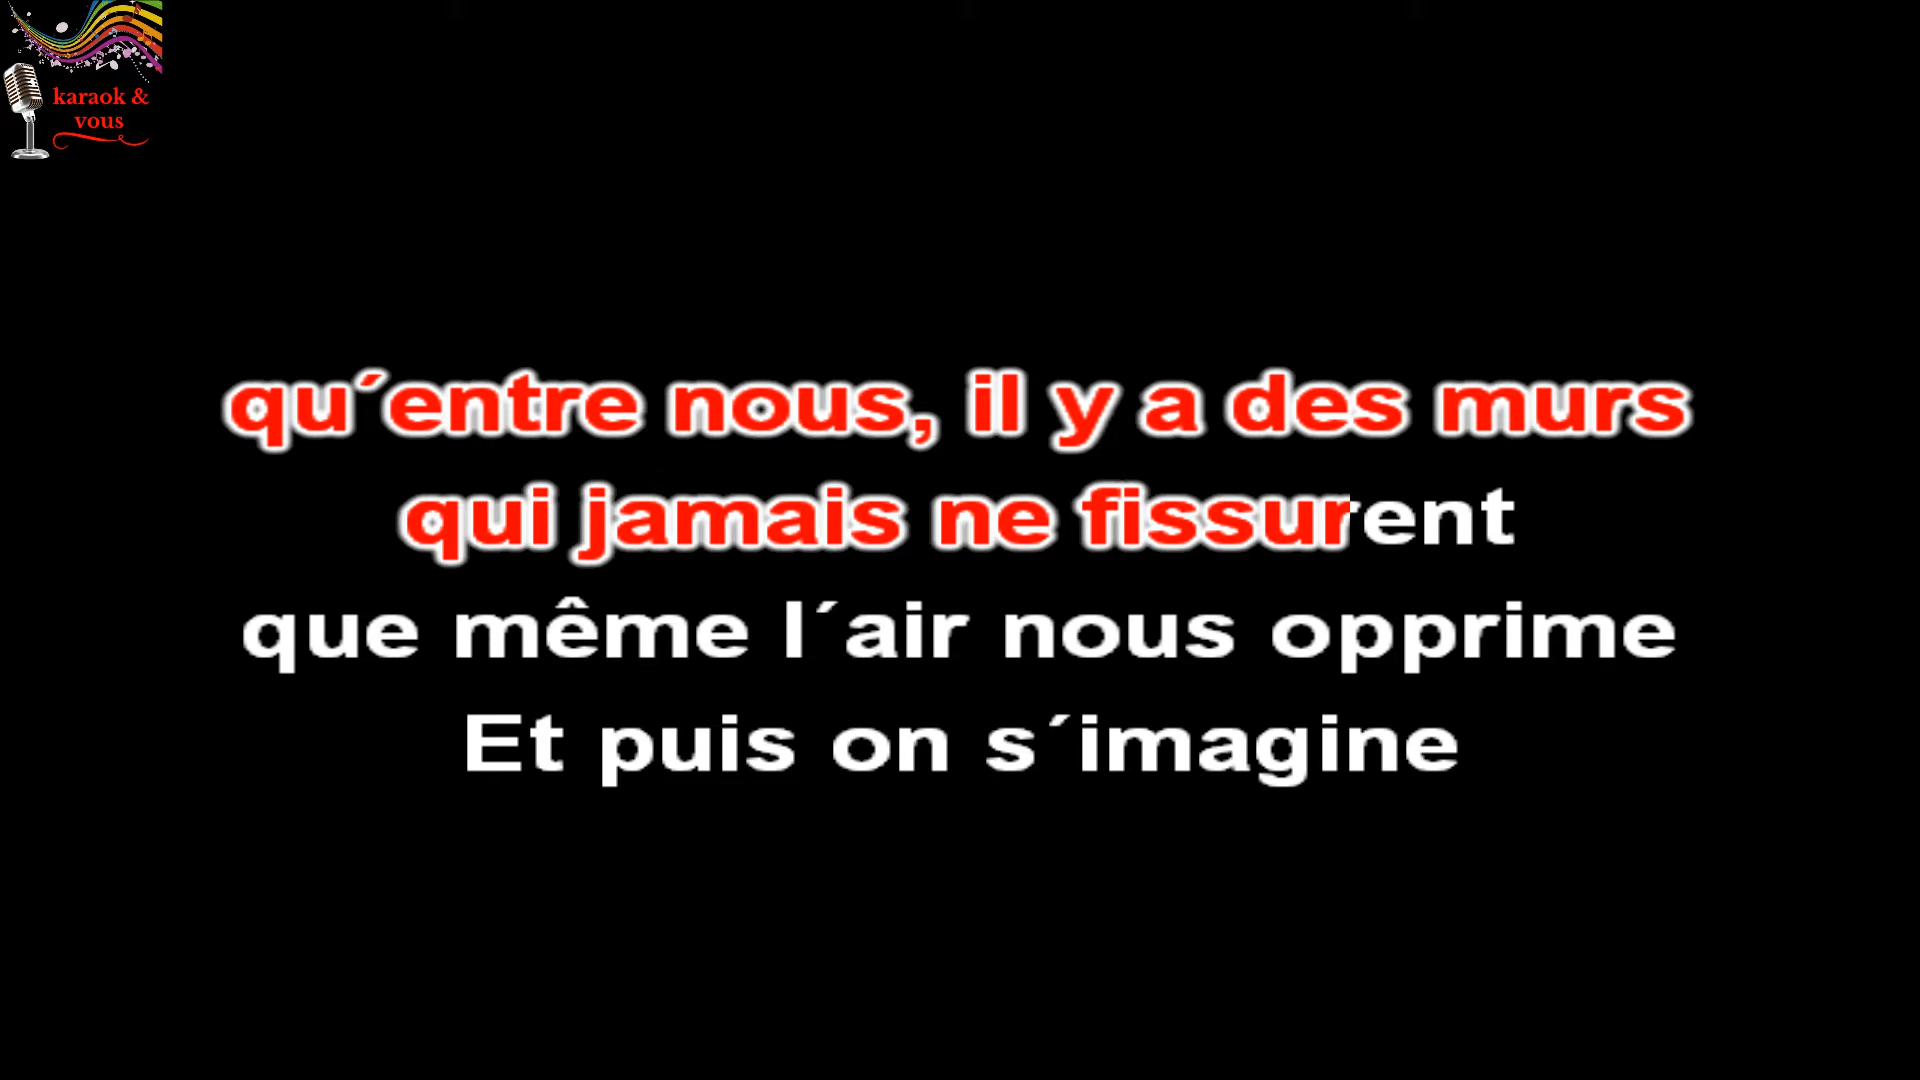 karaok &
vous
qu´entre nous, il y a des murs
qui jamais ne fissurent
que même l´air nous opprime
Et puis on s´imagine